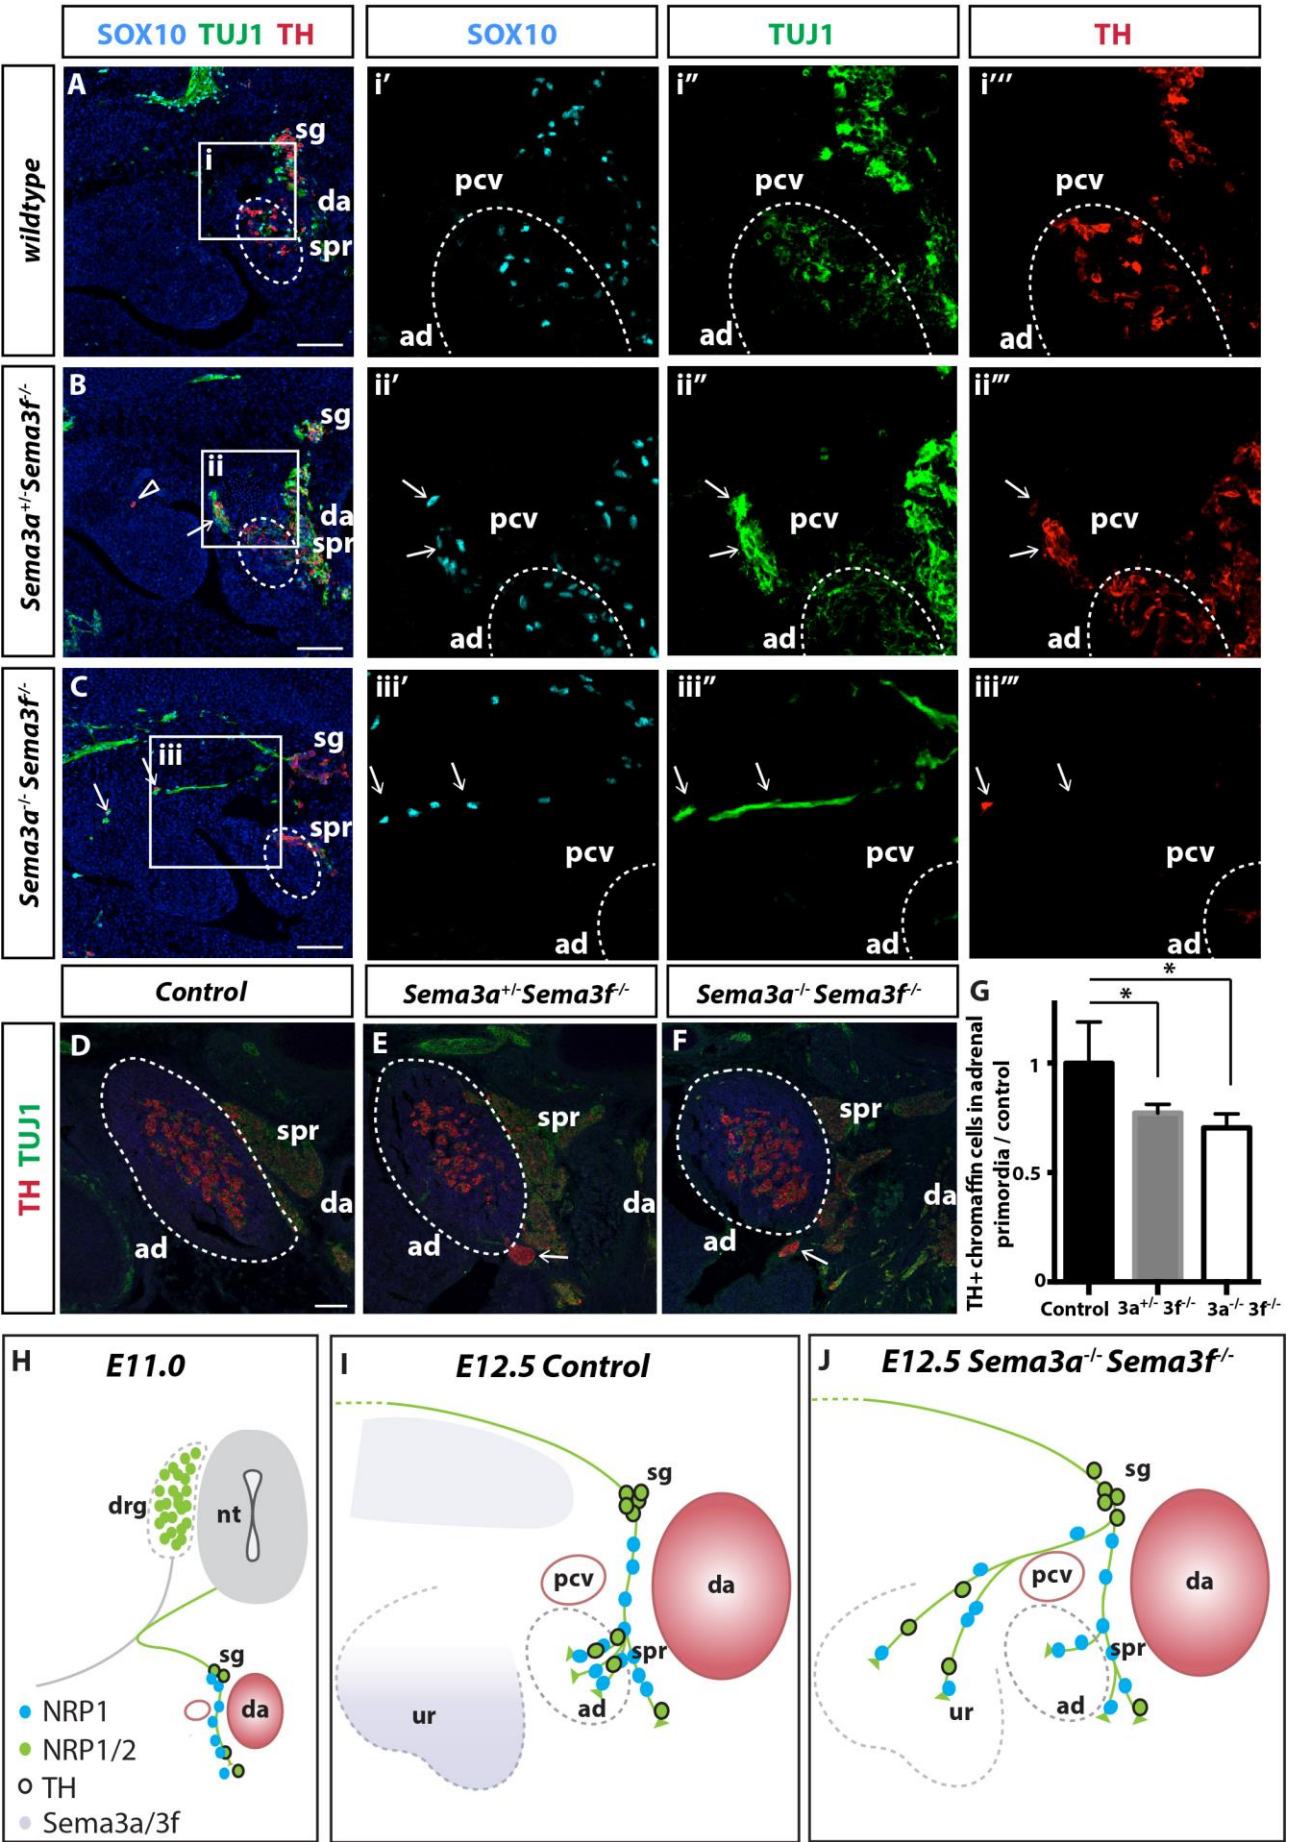 SOX10 TUJ1 TH
SOX10
TUJ1
TH
wildtype
A
i
sg
da
spr
i′
pcv
ad
i″
pcv
ad
i‴
pcv
ad
Sema3a+/-Sema3f-/-
B
ii
sg
da
spr
ii′
pcv
ad
ii″
pcv
ad
ii‴
pcv
ad
Sema3a-/- Sema3f-/-
C
iii
sg
spr
iii′
pcv
ad
iii″
pcv
ad
iii‴
pcv
ad
Control
Sema3a+/-Sema3f-/-
Sema3a-/- Sema3f-/-
TH TUJ1
D
spr
da
ad
E
spr
da
ad
F
spr
da
ad
G
*
*
TH+ chromaffin cells in adrenal
primordia / control
1
0.5
0
Control 3a+/- 3f-/- 3a-/- 3f-/-
H
E11.0
drg
nt
sg
da
NRP1
NRP1/2
TH
Sema3a/3f
I
E12.5 Control
sg
pcv
da
spr
ad
ur
J
E12.5 Sema3a-/- Sema3f-/-
sg
pcv
da
spr
ad
ur